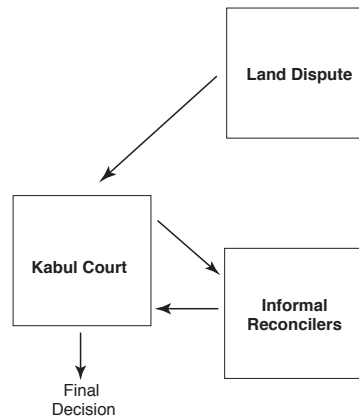 Land Dispute
Kabul Court
Informal
Reconcilers
Final
Decision